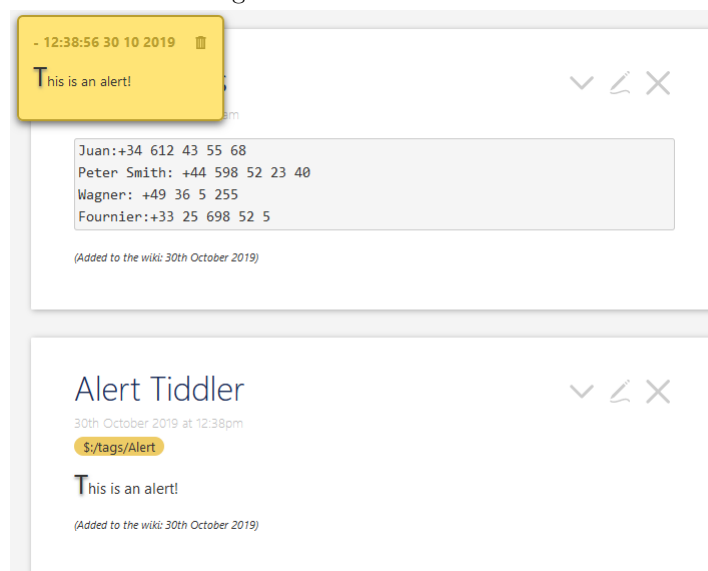 - 12:38:56 30 10 2019
This is an alert!
am
Juan:+34 612 43 55 68
Peter Smith: +44 598 52 23 40
Wagner: +49 36 5 255
Fournier:+33 25 698 52 5
(Added to the wiki: 30th October 2019)
Alert Tiddler
30th October 2019 at 12:38pm
$:/tags/Alert
This is an alert!
(Added to the wiki: 30th October 2019)